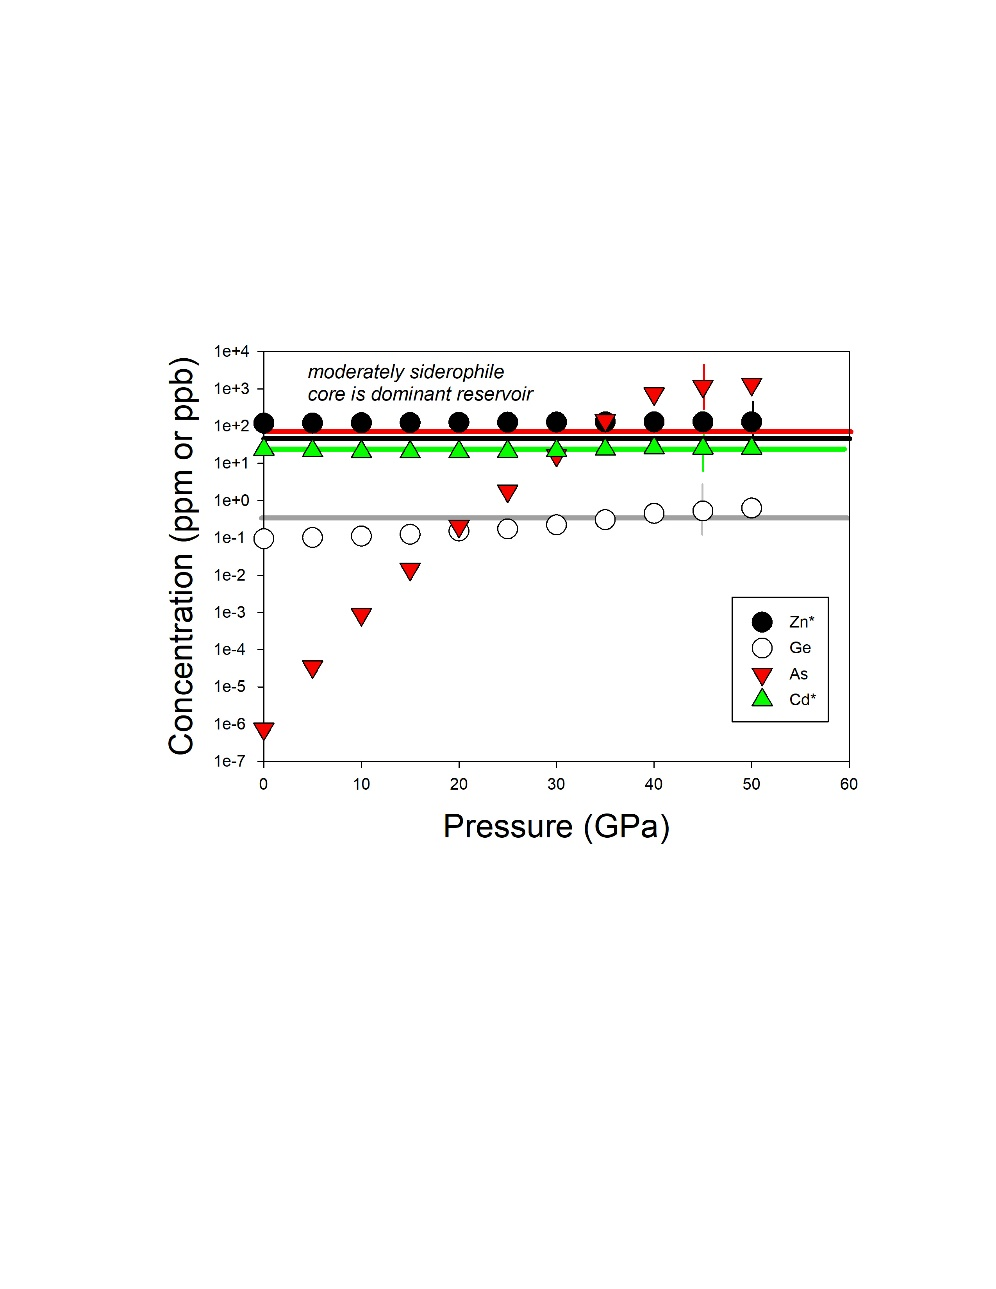 moderately siderophile
core is dominant reservoir
Concentration (ppm or ppb)
1e+4
1e+3
1e+2
1e+1
1e+0
1e-1
1e-2
1e-3
1e-4
1e-5
1e-6
1e-7
Zn*
Ge
As
Cd*
0 10 20 30 40 50 60
Pressure (GPa)